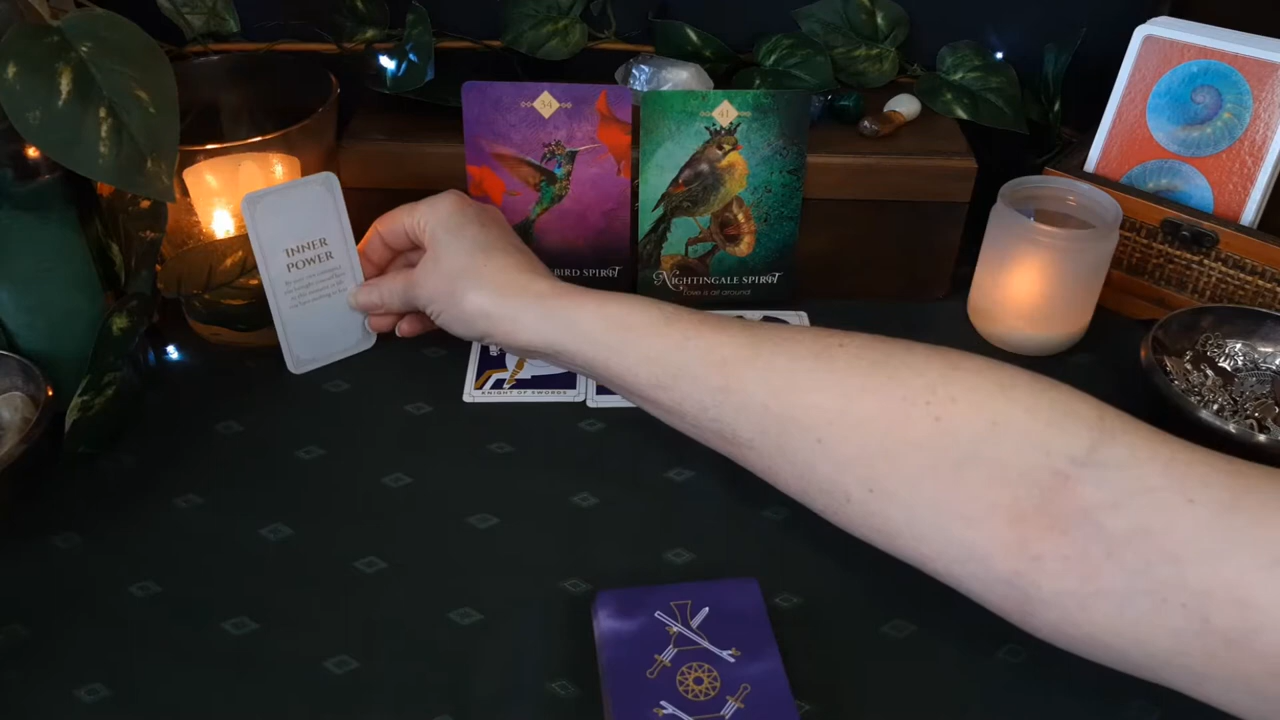 34
41
INNER
POWER
BIRD SPIRIT
NIGHTINGALE SPIRIT
Love is all around
KNIGHT OF SWORDS